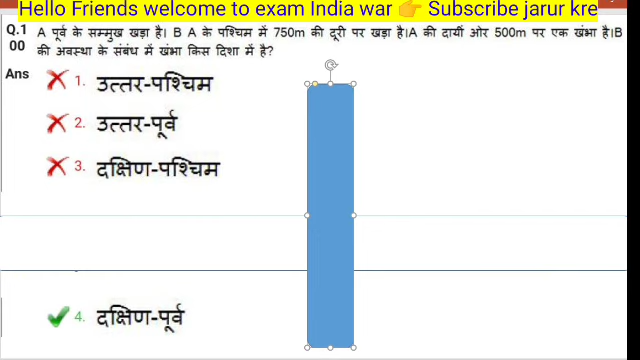 Hello Friends welcome to exam India war 👉 Subscribe jarur kre
Q.1 A पूर्व के सम्मुख खड़ा है। B A के पश्चिम में 750m की दूरी पर खड़ा है।A की दायीं ओर 500m पर एक खंभा है।B
00 की अवस्था के संबंध में खंभा किस दिशा में है?
Ans
1. उत्तर-पश्चिम
2. उत्तर-पूर्व
3. दक्षिण-पश्चिम
4. दक्षिण-पूर्व